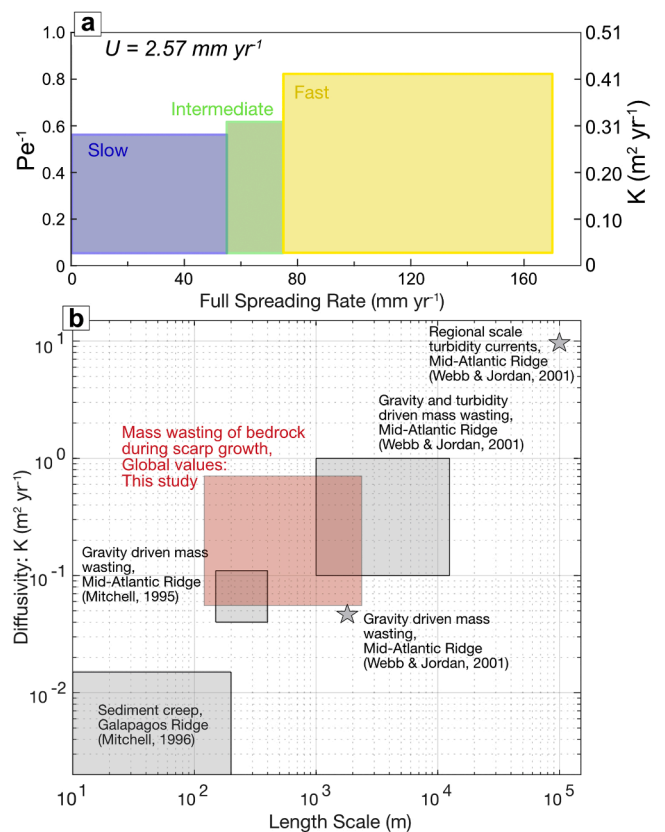 a
U = 2.57 mm yr⁻¹
1.0
0.8
0.6
0.4
0.2
0
Pe⁻¹
Slow
Intermediate
Fast
0.51
0.41
0.31
0.20
0.10
0
K (m² yr⁻¹)
0
40
80
120
160
Full Spreading Rate (mm yr⁻¹)
b
10¹
10⁰
10⁻¹
10⁻²
Diffusivity: K (m² yr⁻¹)
Regional scale
turbidity currents,
Mid-Atlantic Ridge
(Webb & Jordan, 2001)
Gravity and turbidity
driven mass wasting,
Mid-Atlantic Ridge
(Webb & Jordan, 2001)
Mass wasting of bedrock
during scarp growth,
Global values:
This study
Gravity driven mass
wasting,
Mid-Atlantic Ridge
(Mitchell, 1995)
Gravity driven mass
wasting,
Mid-Atlantic Ridge
(Webb & Jordan, 2001)
Sediment creep,
Galapagos Ridge
(Mitchell, 1996)
10¹
10²
10³
10⁴
10⁵
Length Scale (m)